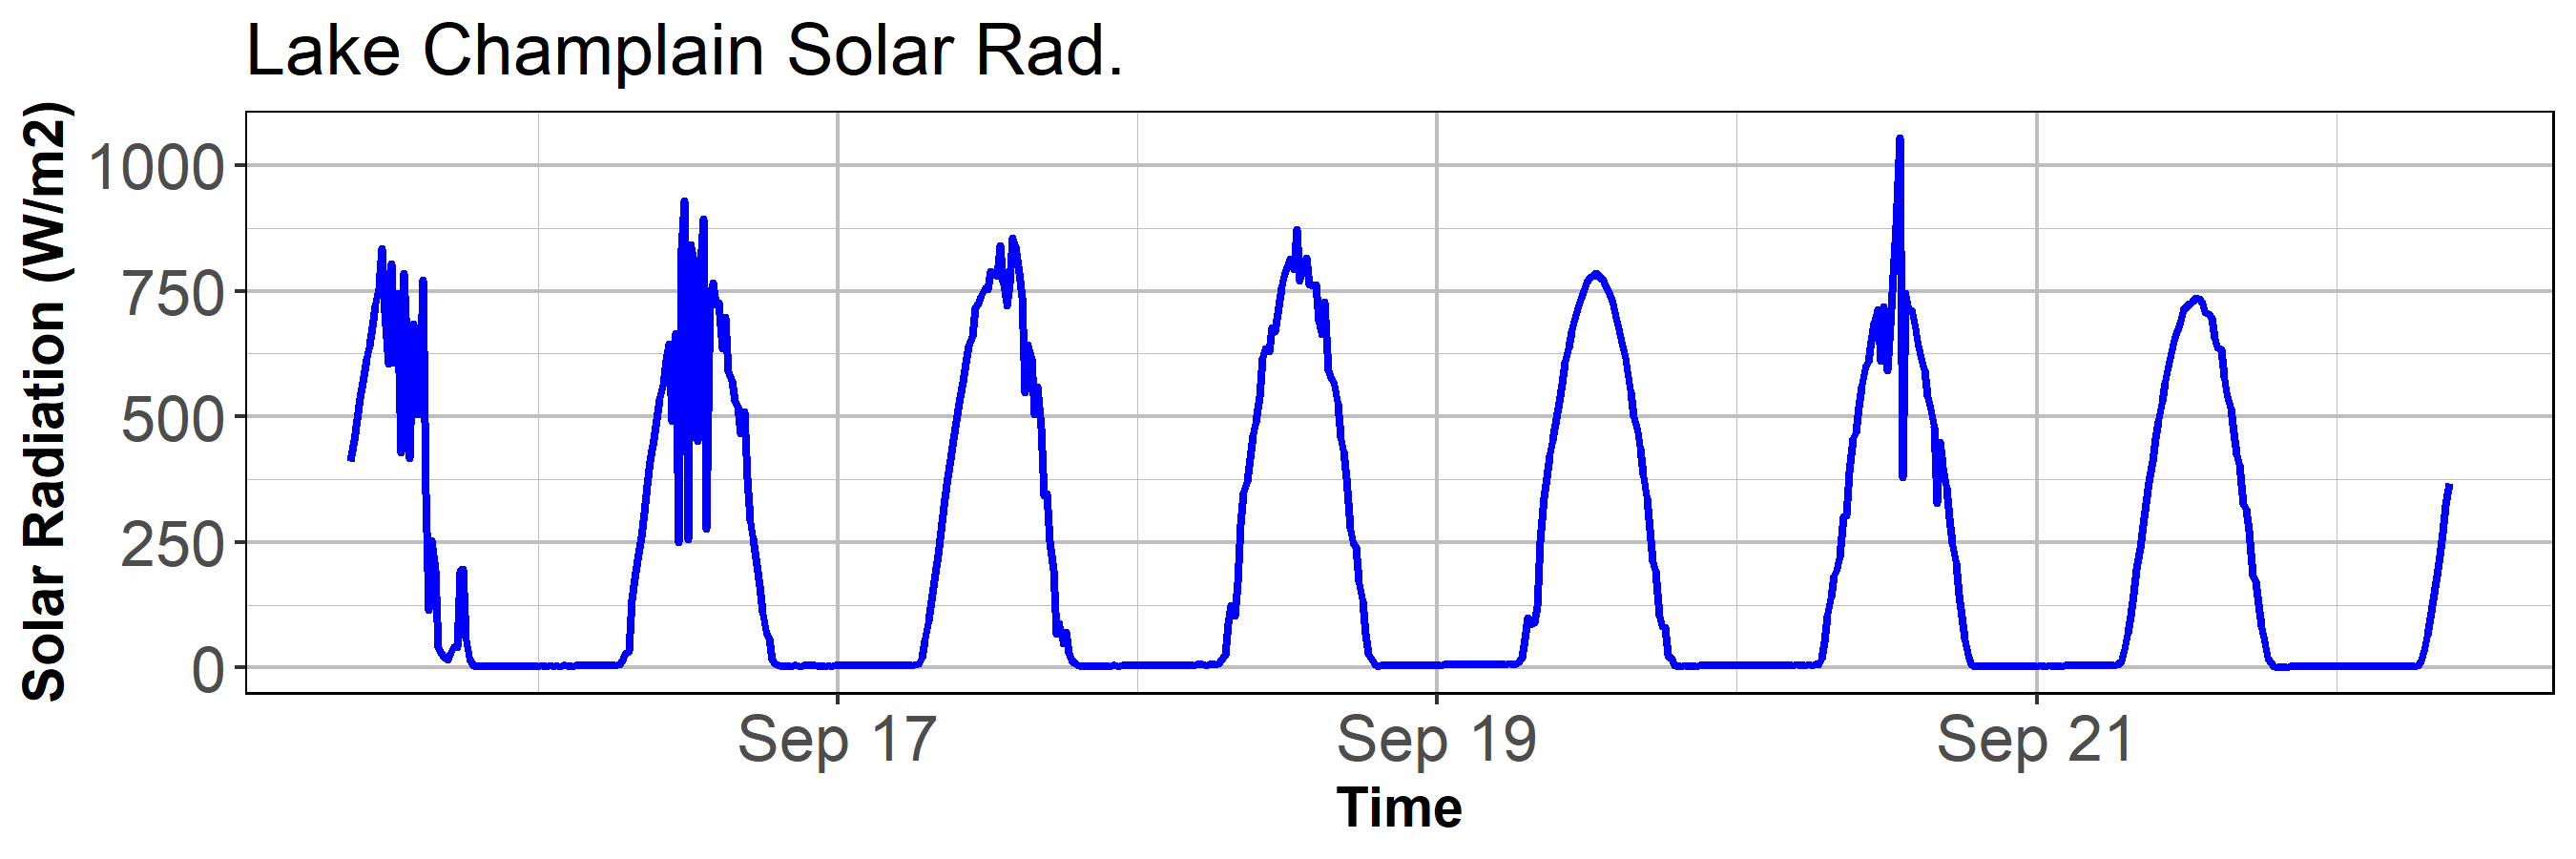 Lake Champlain Solar Rad.
Solar Radiation (W/m2)
1000
750
500
250
0
Sep 17
Sep 19
Sep 21
Time